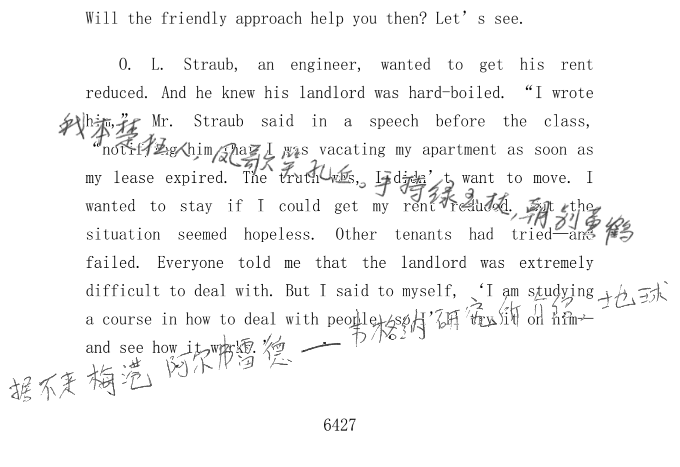 Will the friendly approach help you then? Let's see.
O. L. Straub, an engineer, wanted to get his rent
reduced. And he knew his landlord was hard-boiled. “I wrote
him,” Mr. Straub said in a speech before the class,
“notifying him that I was vacating my apartment as soon as
my lease expired. The truth was, I didn't want to move. I
wanted to stay if I could get my rent reduced. But the
situation seemed hopeless. Other tenants had tried—and
failed. Everyone told me that the landlord was extremely
difficult to deal with. But I said to myself, ‘I am studying
a course in how to deal with people, so I'll try it on him—
and see how it works.’
我本楚狂人，凤歌笑孔丘。手持绿玉杖，朝别黄鹤
据不来梅港 阿尔弗雷德一韦格纳研究所 地球
6427